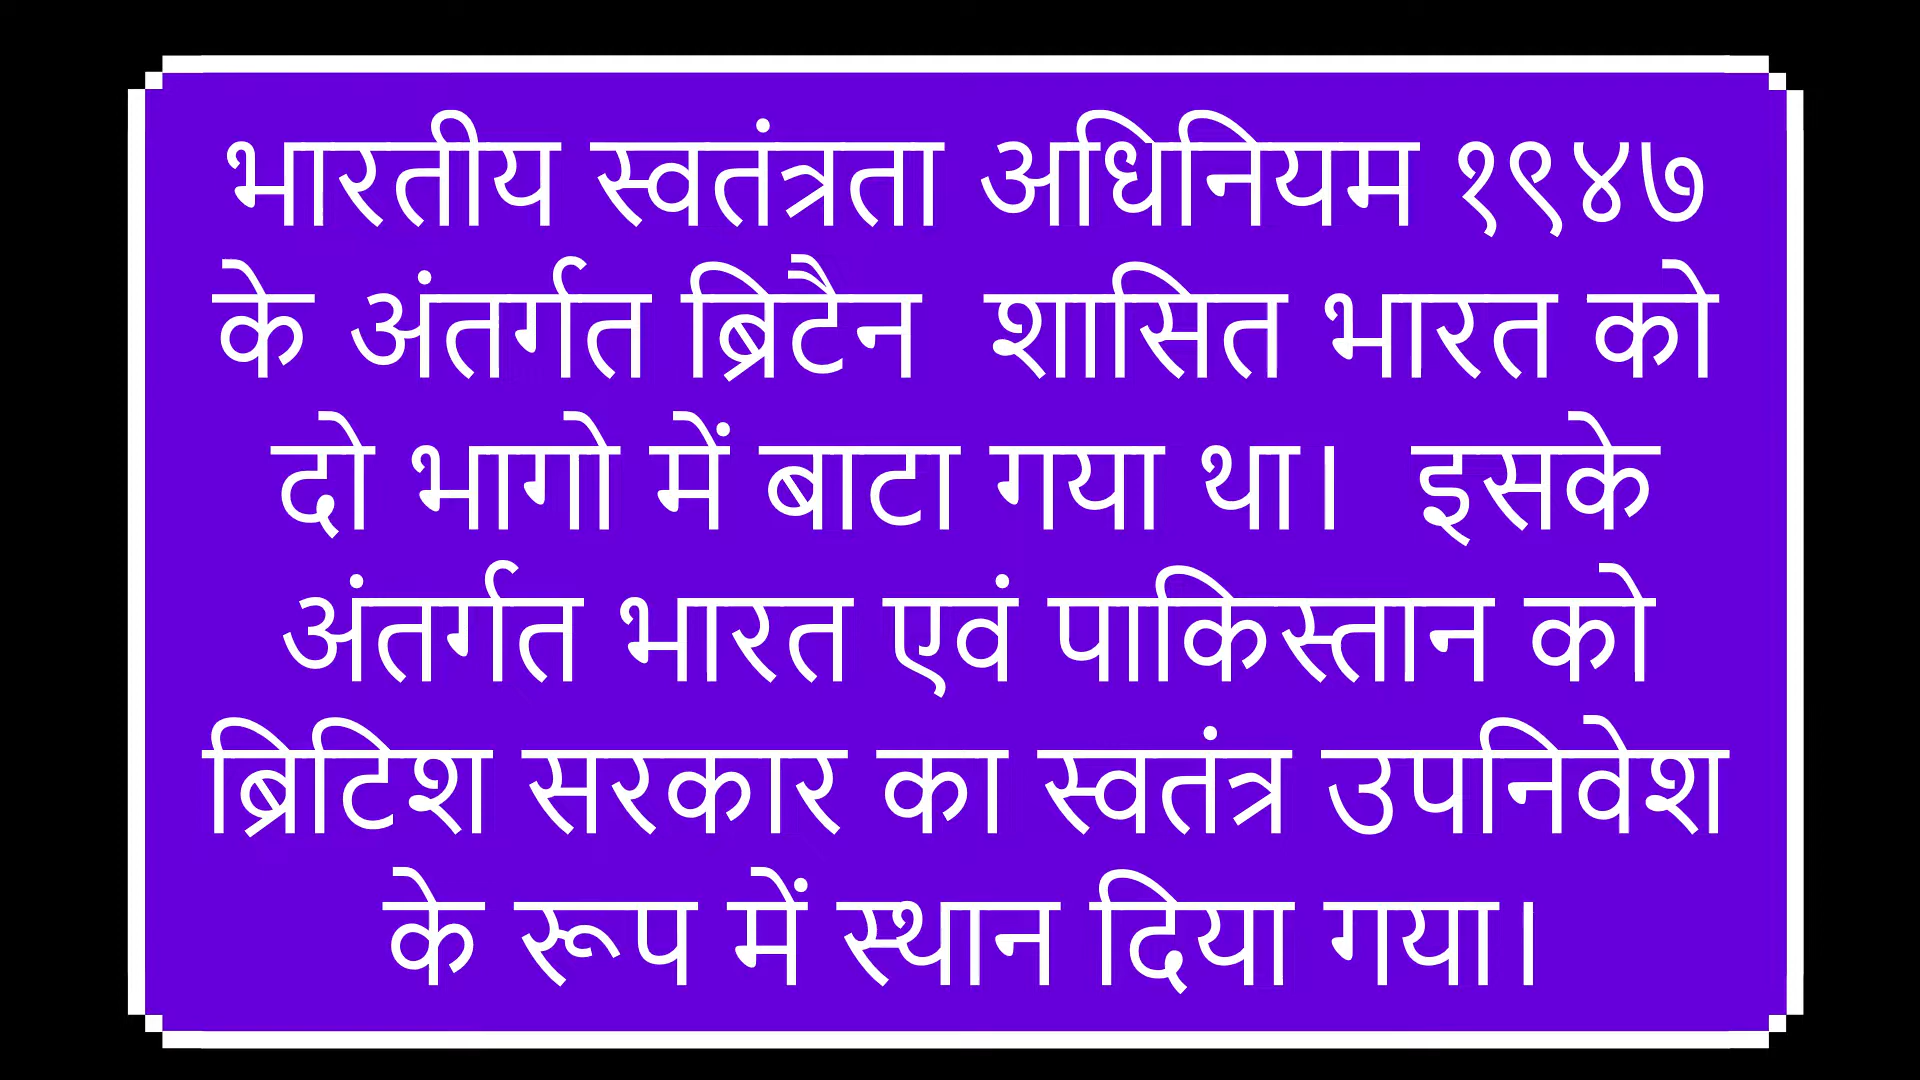 भारतीय स्वतंत्रता अधिनियम १९४७
के अंतर्गत ब्रिटैन शासित भारत को
दो भागो में बाटा गया था। इसके
अंतर्गत भारत एवं पाकिस्तान को
ब्रिटिश सरकार का स्वतंत्र उपनिवेश
के रूप में स्थान दिया गया।